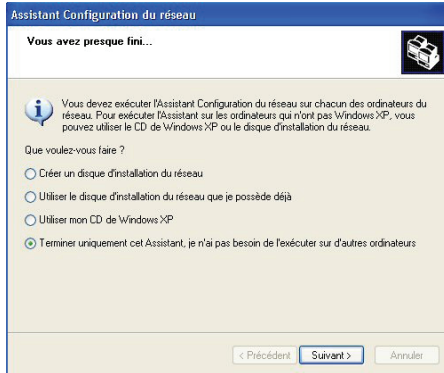 Assistant Configuration du réseau
Vous avez presque fini...
Vous devez exécuter l'Assistant Configuration du réseau sur chacun des ordinateurs du
réseau. Pour exécuter l'Assistant sur les ordinateurs qui n'ont pas Windows XP, vous
pouvez utiliser le CD de Windows XP ou le disque d'installation du réseau.
Que voulez-vous faire ?
Créer un disque d'installation du réseau
Utiliser le disque d'installation du réseau que je possède déjà
Utiliser mon CD de Windows XP
Terminer uniquement cet Assistant, je n'ai pas besoin de l'exécuter sur d'autres ordinateurs
< Précédent Suivant > Annuler